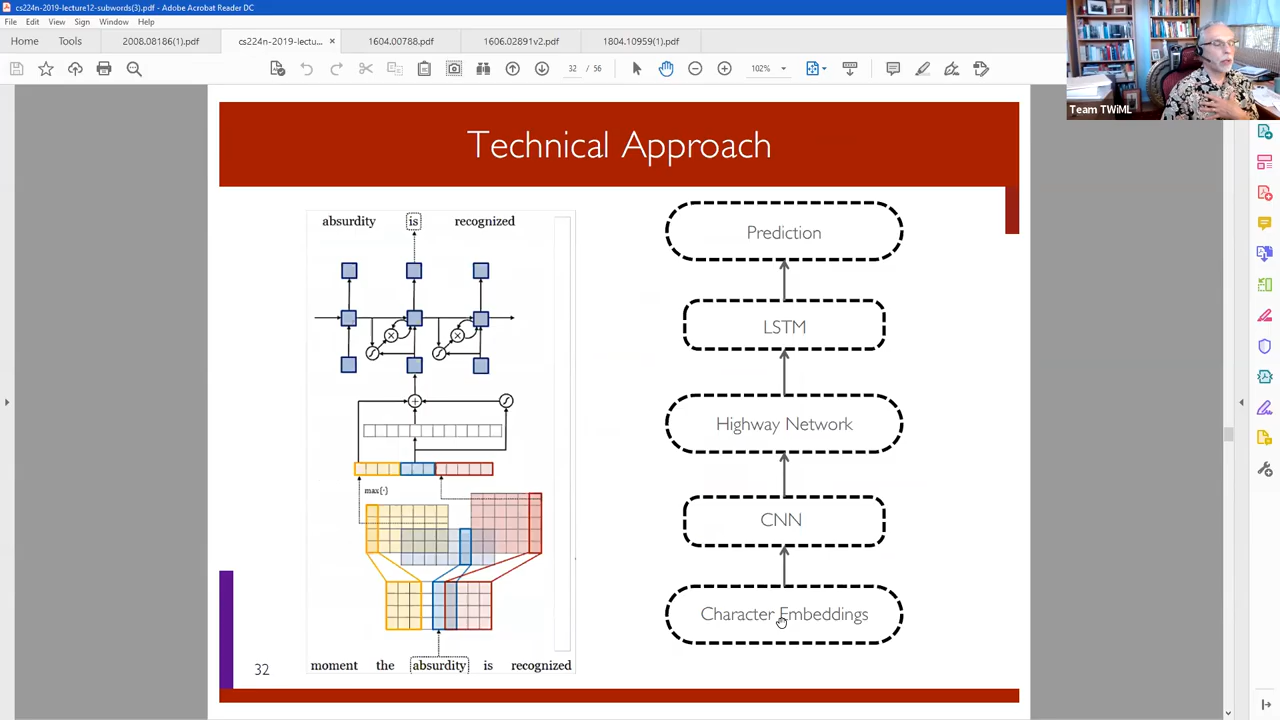 cs224n-2019-lecture12-subwords(3).pdf - Adobe Acrobat Reader DC
File Edit View Sign Window Help
Home Tools 2008.08186(1).pdf cs224n-2019-lectu... × 1604.00788.pdf 1606.02891v2.pdf 1804.10959(1).pdf
32 / 56 102%
Team TWiML
Technical Approach
absurdity is recognized
max{·}
moment the absurdity is recognized
Prediction
LSTM
Highway Network
CNN
Character Embeddings
32